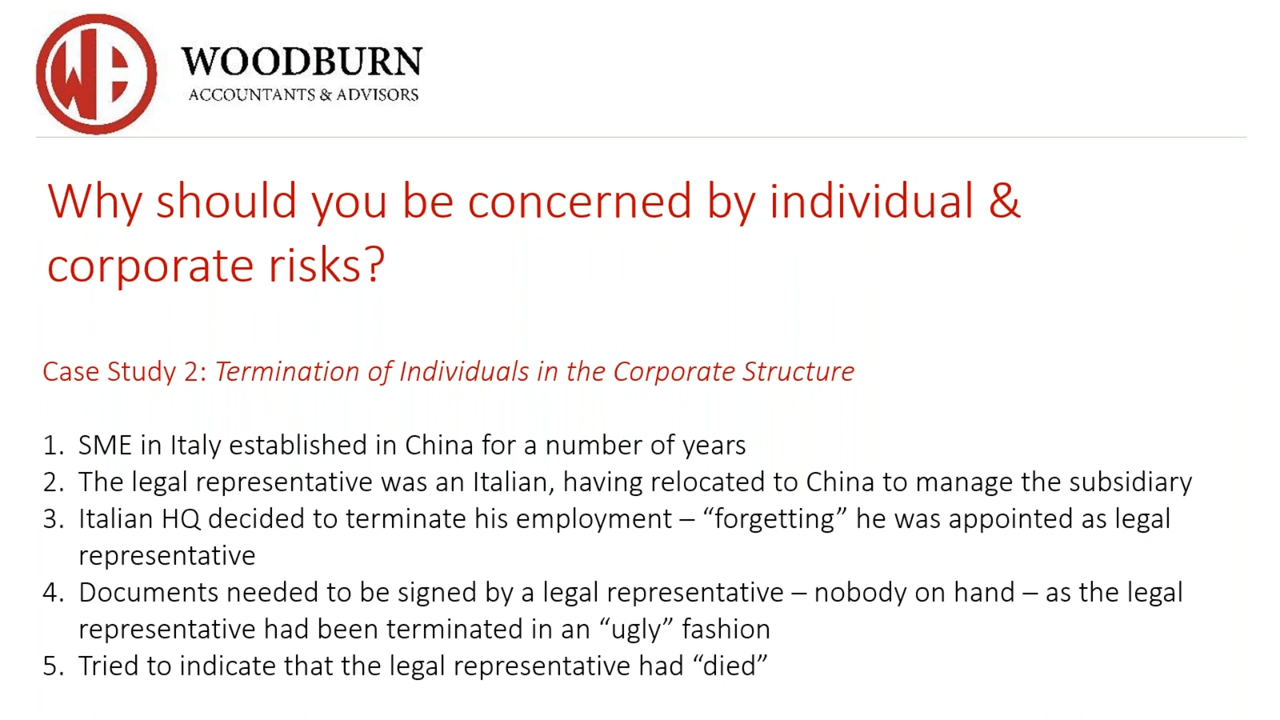 WB
WOODBURN
ACCOUNTANTS & ADVISORS
Why should you be concerned by individual &
corporate risks?
Case Study 2: Termination of Individuals in the Corporate Structure
1. SME in Italy established in China for a number of years
2. The legal representative was an Italian, having relocated to China to manage the subsidiary
3. Italian HQ decided to terminate his employment – “forgetting” he was appointed as legal
representative
4. Documents needed to be signed by a legal representative – nobody on hand – as the legal
representative had been terminated in an “ugly” fashion
5. Tried to indicate that the legal representative had “died”